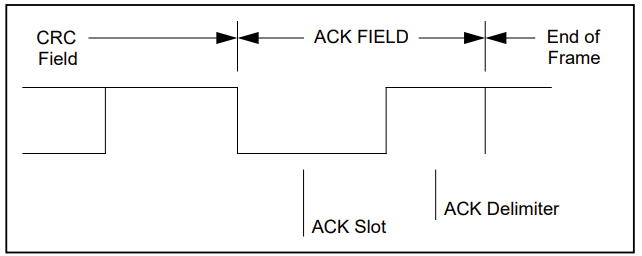 CRC
Field
ACK FIELD
End of
Frame
ACK Slot
ACK Delimiter